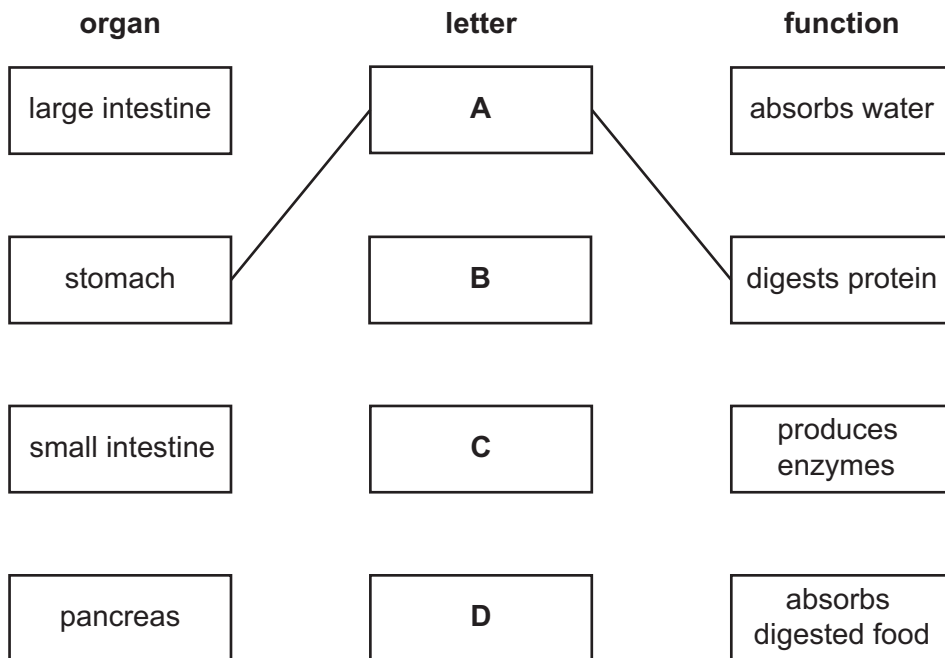 organ letter function
large intestine A absorbs water
stomach B digests protein
small intestine C produces
enzymes
pancreas D absorbs
digested food